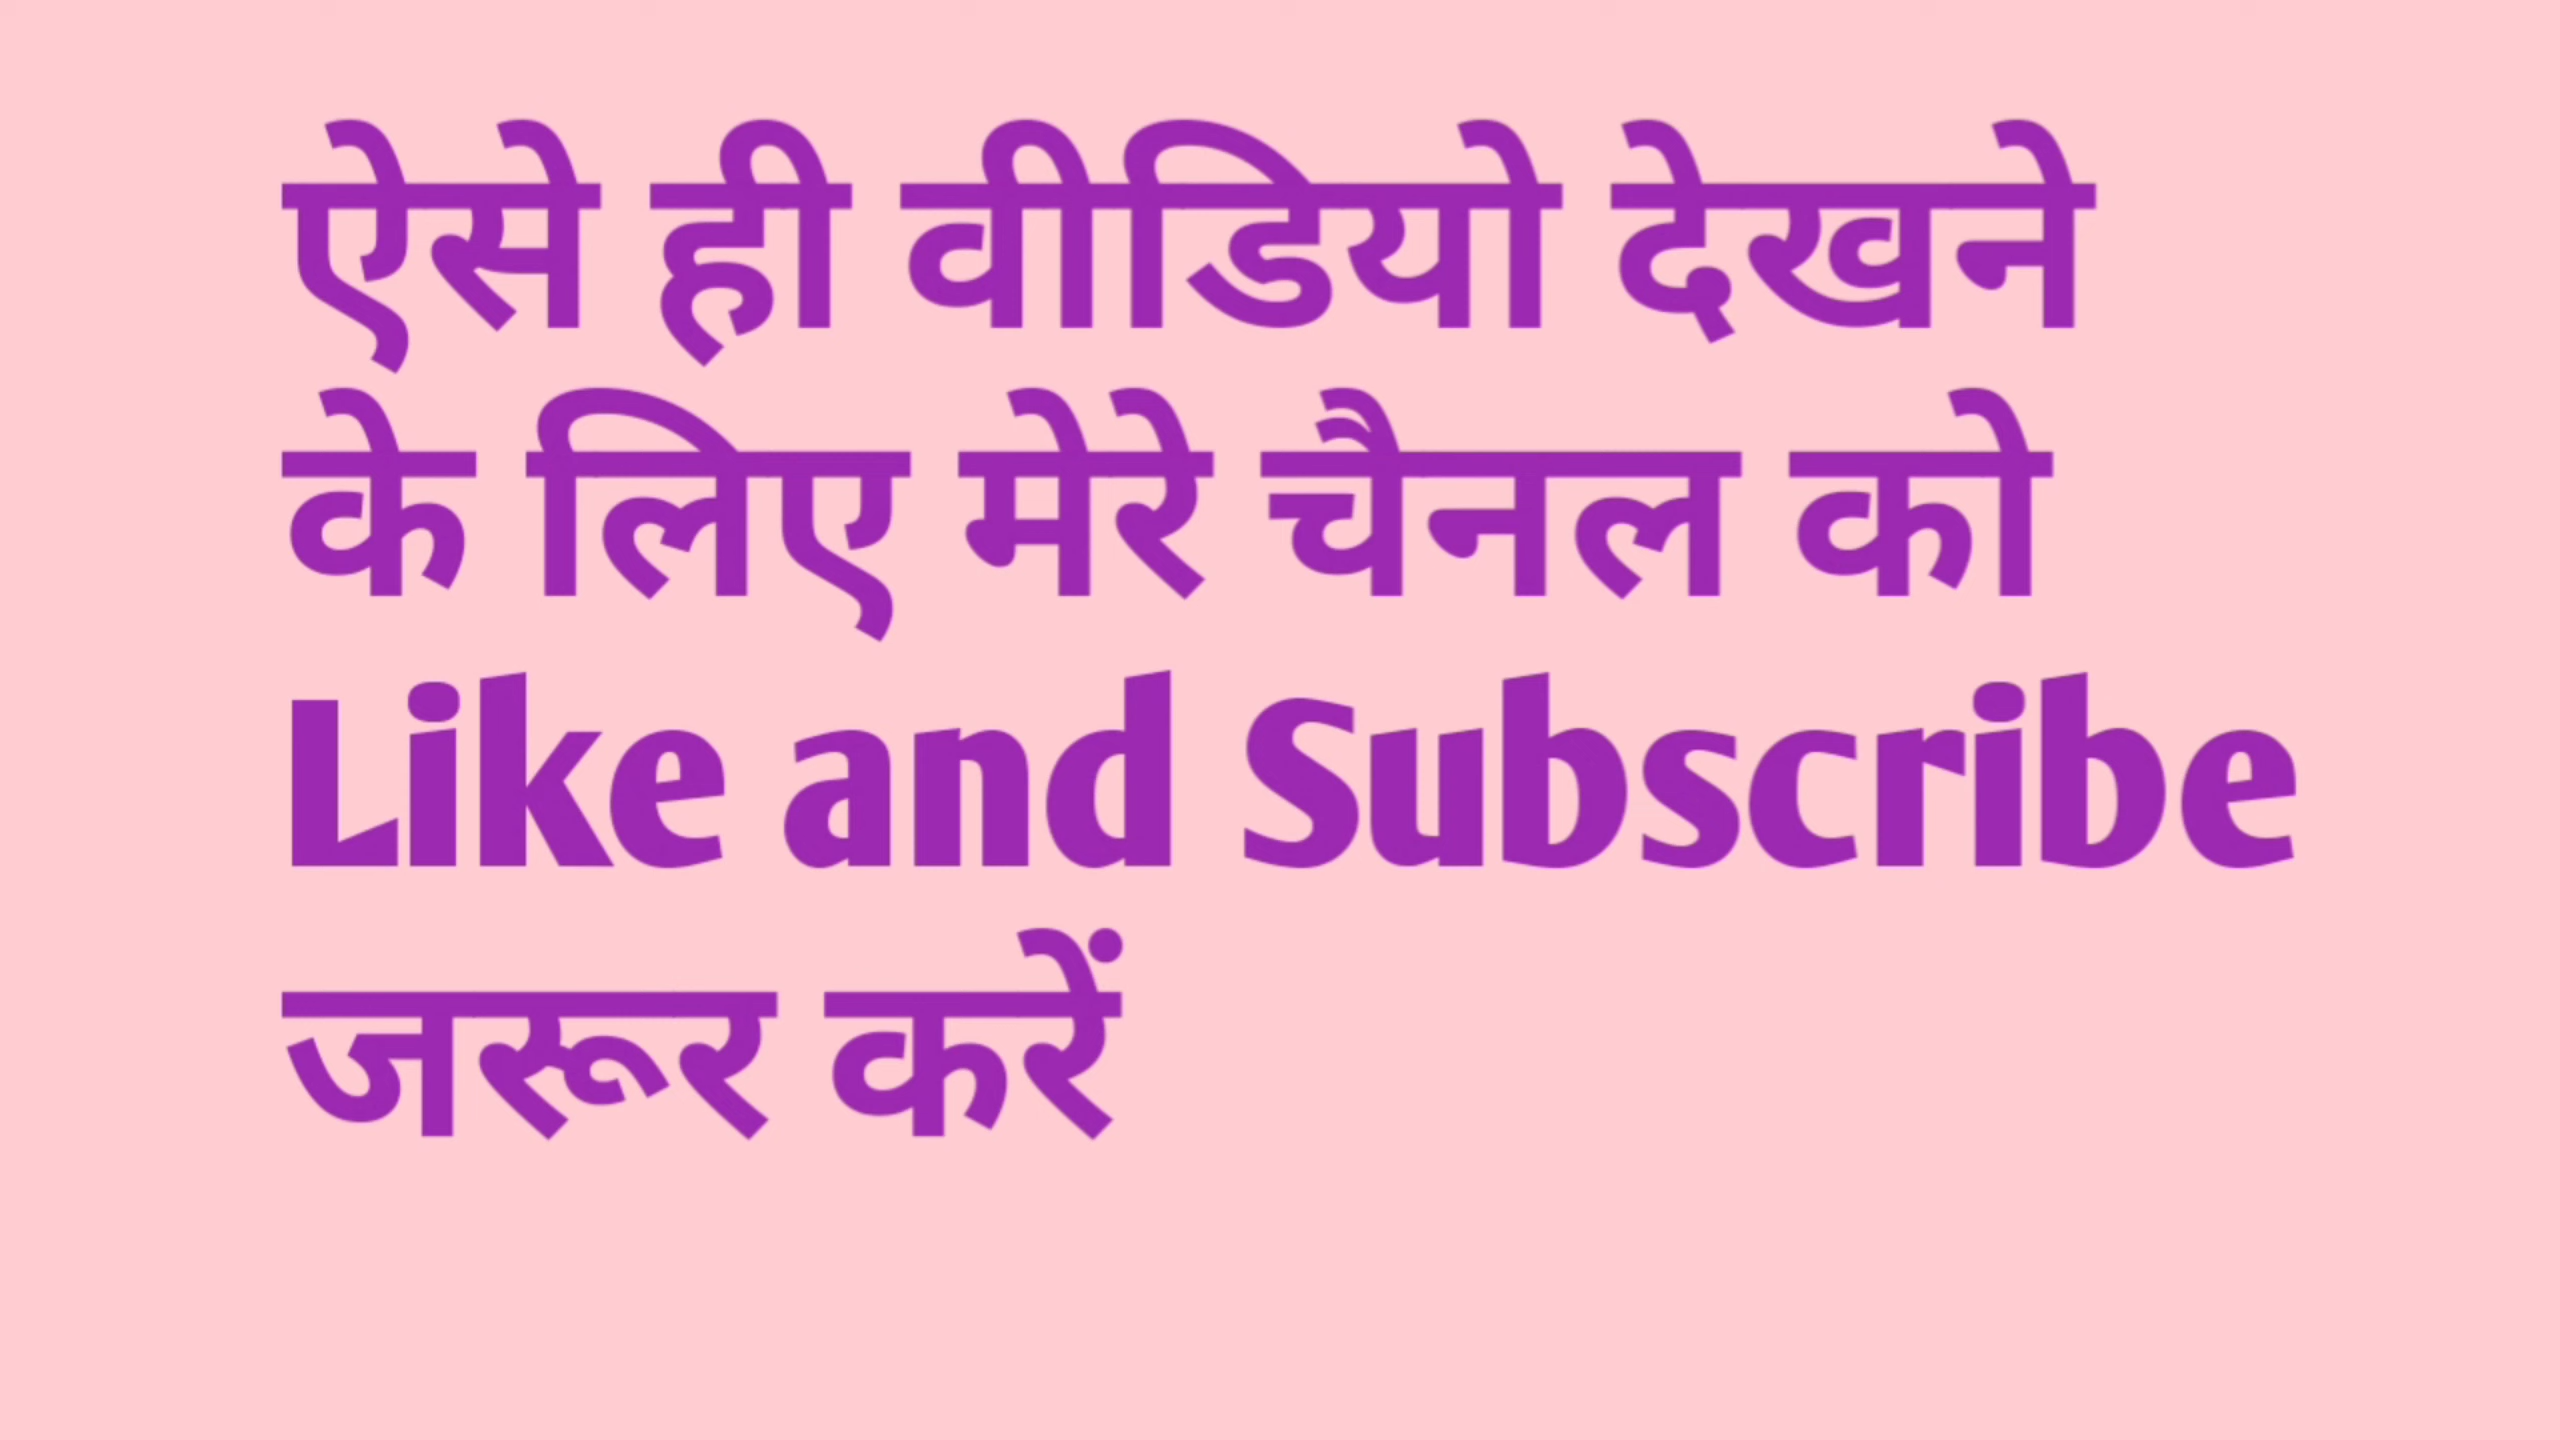 ऐसे ही वीडियो देखने
के लिए मेरे चैनल को
Like and Subscribe
जरूर करें